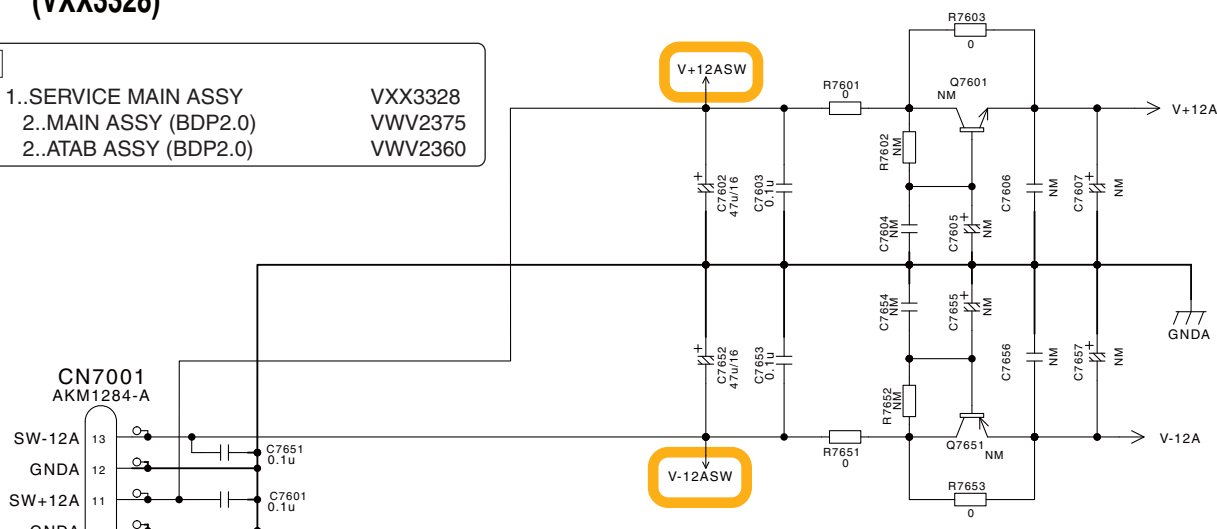 (VXX3328)
1..SERVICE MAIN ASSY VXX3328
2..MAIN ASSY (BDP2.0) VWV2375
2..ATAB ASSY (BDP2.0) VWV2360
V+12ASW
R7603
0
R7601
0
Q7601
NM
V+12A
R7602
NM
C7602
47u/16
C7603
0.1u
C7606
NM
C7607
NM
C7604
NM
C7605
NM
GNDA
C7654
NM
C7655
NM
C7652
47u/16
C7653
0.1u
C7656
NM
C7657
NM
R7652
NM
CN7001
AKM1284-A
SW-12A 13
GNDA 12
SW+12A 11
GNDA
C7651
0.1u
C7601
0.1u
V-12ASW
R7651
0
Q7651
NM
V-12A
R7653
0